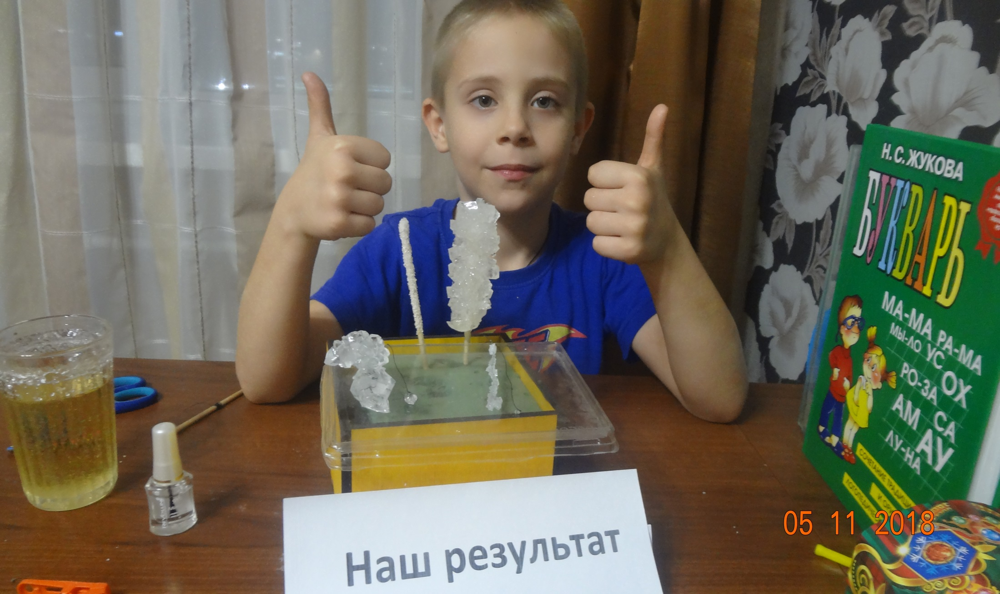 Н. С. ЖУКОВА
БУКВАРЬ
МА-МА РА-МА
МЫ-ЛО УС ОХ
РО-ЗА СА
АМ АУ
ЛУ-НА
И ОР
Наш результат
05 11 2018